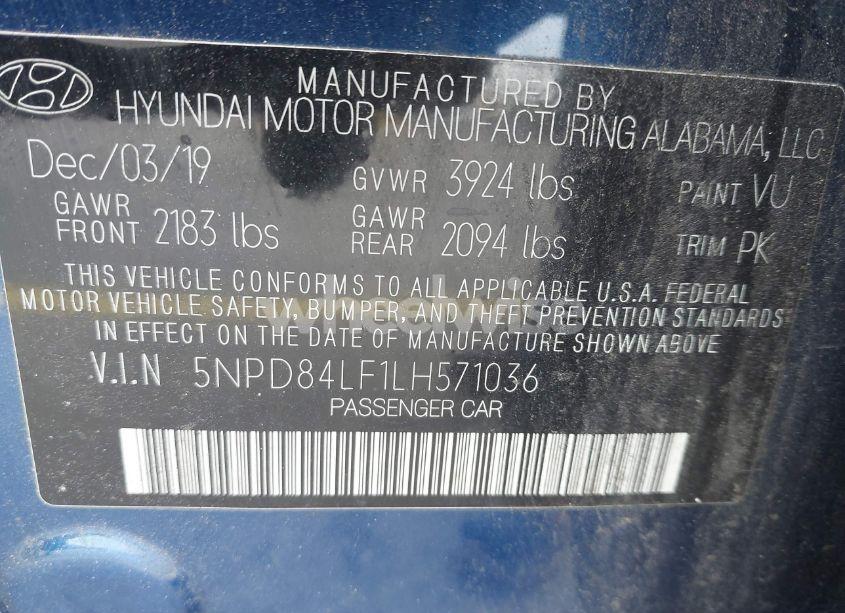 MANUFACTURED BY
HYUNDAI MOTOR MANUFACTURING ALABAMA, LLC
Dec/03/19 GVWR 3924 lbs PAINT VU
GAWR FRONT 2183 lbs GAWR REAR 2094 lbs TRIM PK
THIS VEHICLE CONFORMS TO ALL APPLICABLE U.S.A. FEDERAL
MOTOR VEHICLE SAFETY, BUMPER, AND THEFT PREVENTION STANDARDS
IN EFFECT ON THE DATE OF MANUFACTURE SHOWN ABOVE
V.I.N 5NPD84LF1LH571036
PASSENGER CAR